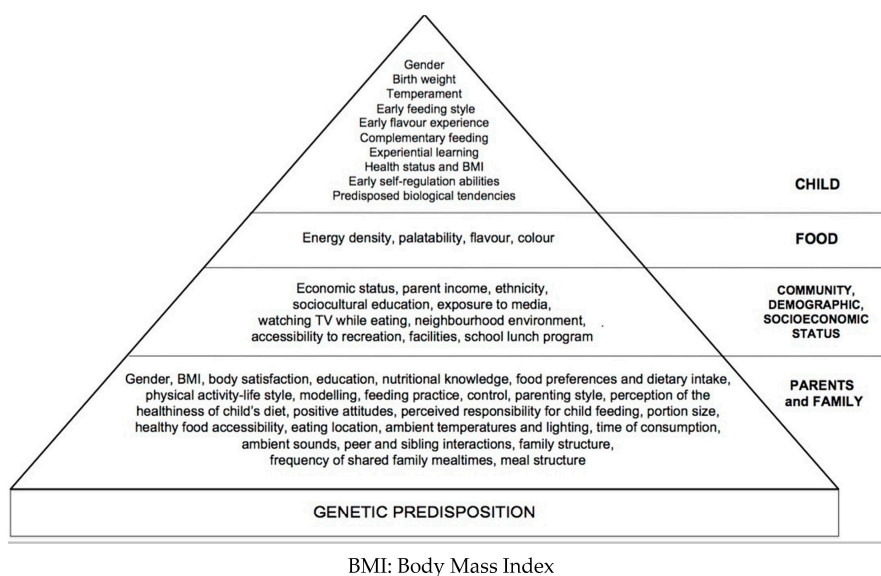 Gender
Birth weight
Temperament
Early feeding style
Early flavour experience
Complementary feeding
Experiential learning
Health status and BMI
Early self-regulation abilities
Predisposed biological tendencies
CHILD
Energy density, palatability, flavour, colour
FOOD
Economic status, parent income, ethnicity,
sociocultural education, exposure to media,
watching TV while eating, neighbourhood environment,
accessibility to recreation, facilities, school lunch program
COMMUNITY,
DEMOGRAPHIC,
SOCIOECONOMIC
STATUS
Gender, BMI, body satisfaction, education, nutritional knowledge, food preferences and dietary intake,
physical activity-life style, modelling, feeding practice, control, parenting style, perception of the
healthiness of child's diet, positive attitudes, perceived responsibility for child feeding, portion size,
healthy food accessibility, eating location, ambient temperatures and lighting, time of consumption,
ambient sounds, peer and sibling interactions, family structure,
frequency of shared family mealtimes, meal structure
PARENTS
and FAMILY
GENETIC PREDISPOSITION
BMI: Body Mass Index